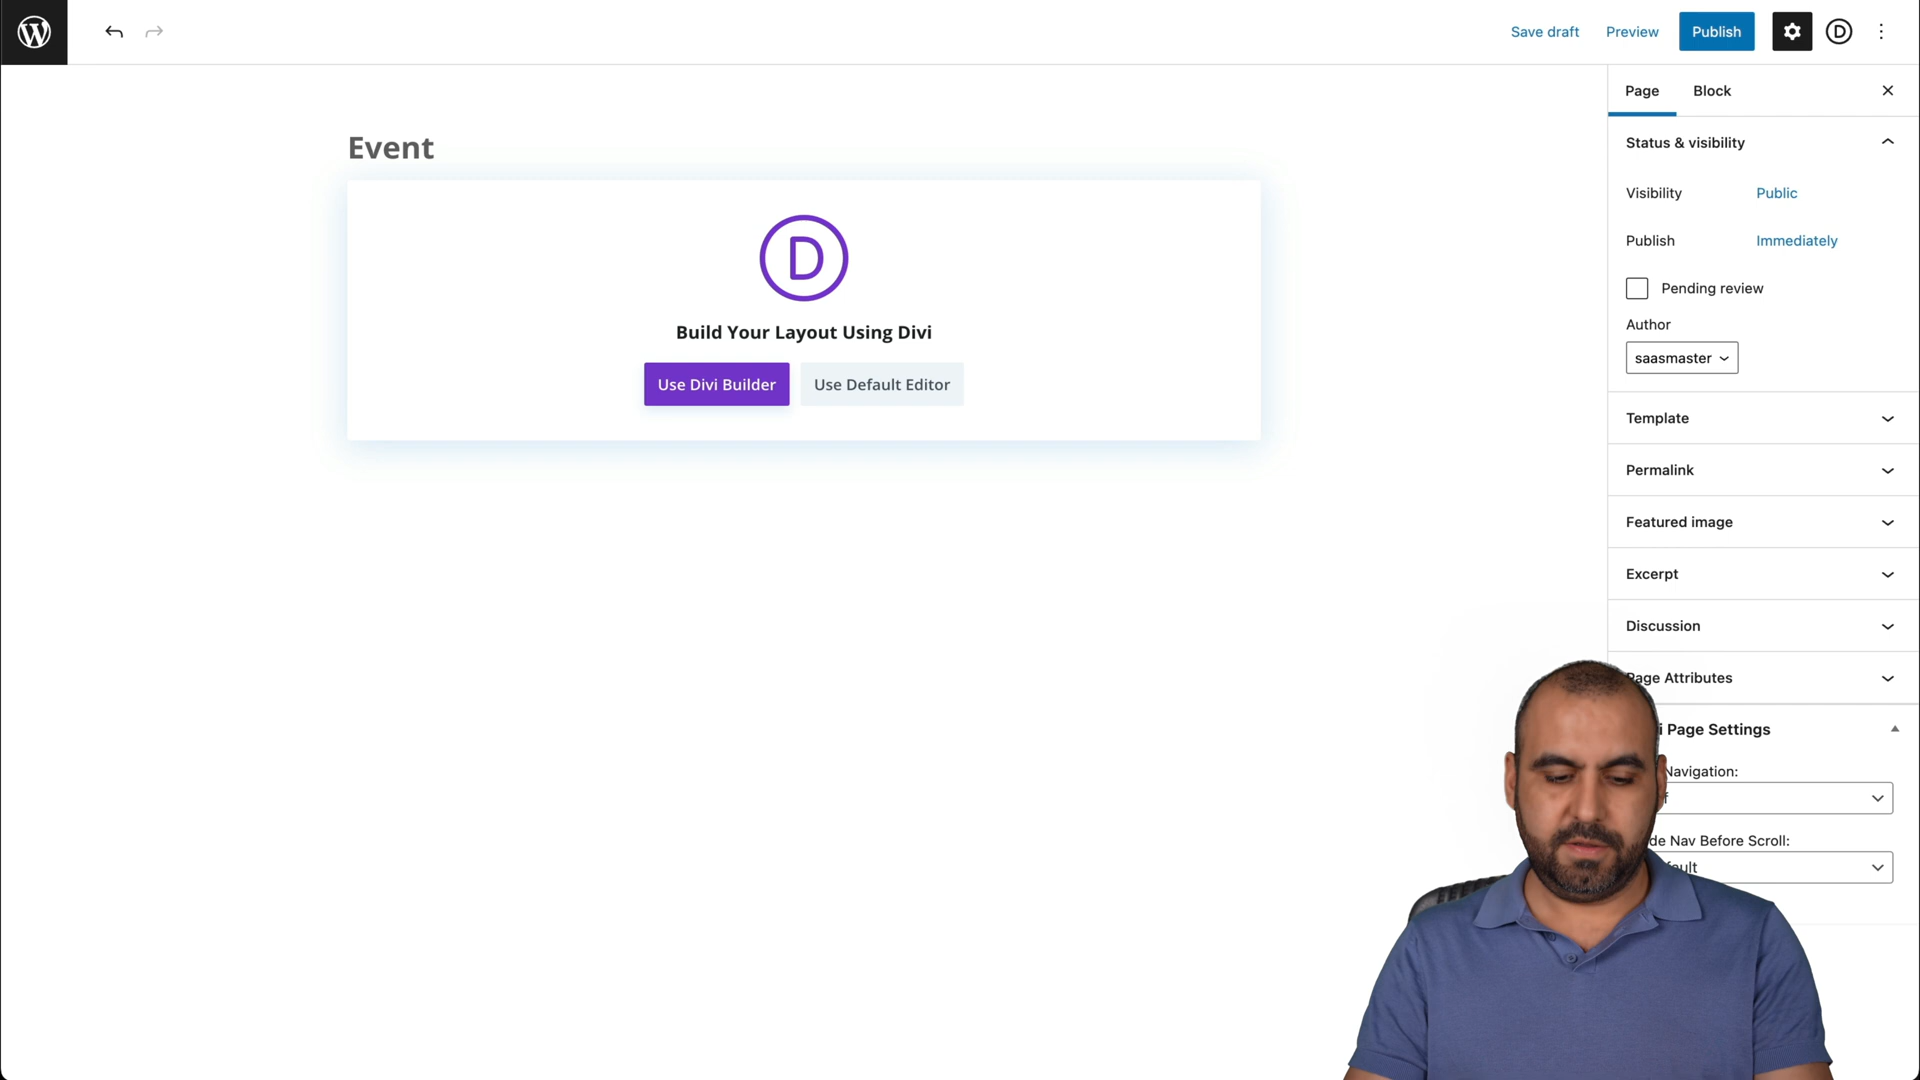 Save draft
Preview
Publish
D
Page
Block
Event
Status & visibility
Visibility
Public
D
Publish
Immediately
Pending review
Author
Build Your Layout Using Divi
saasmaster
Use Divi Builder
Use Default Editor
Template
Permalink
Featured image
Excerpt
Discussion
Page Attributes
Page Settings
Navigation:
Nav Before Scroll: